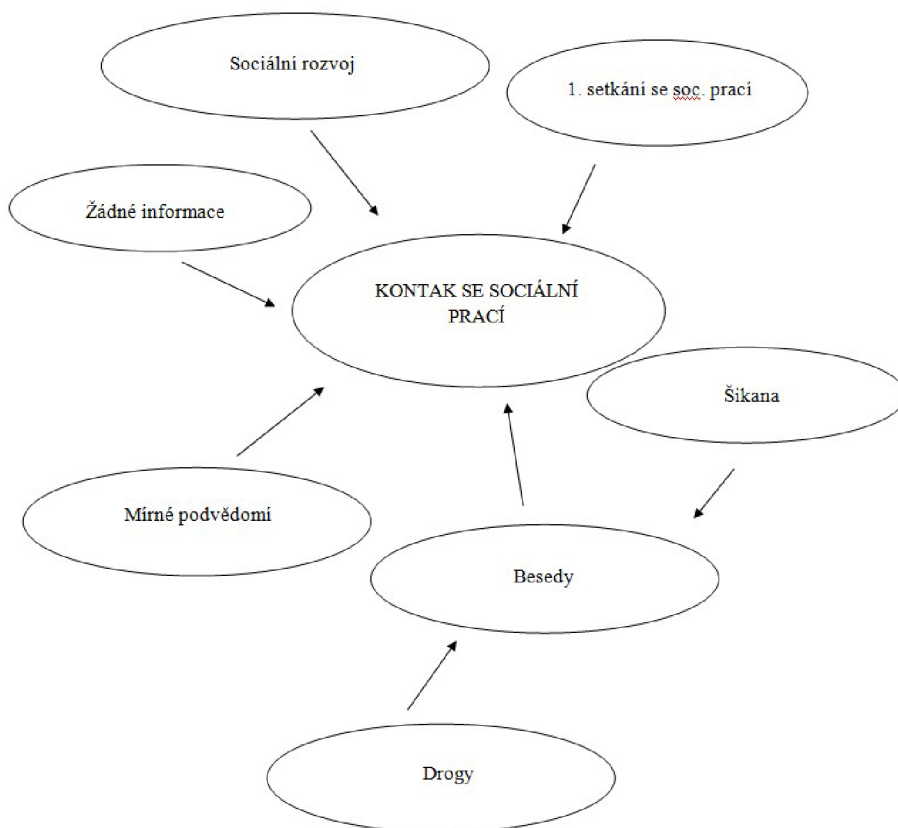 Sociální rozvoj
1. setkání se soc. prací
Žádné informace
KONTAK SE SOCIÁLNÍ
PRACÍ
Šikana
Mírné podvědomí
Besedy
Drogy